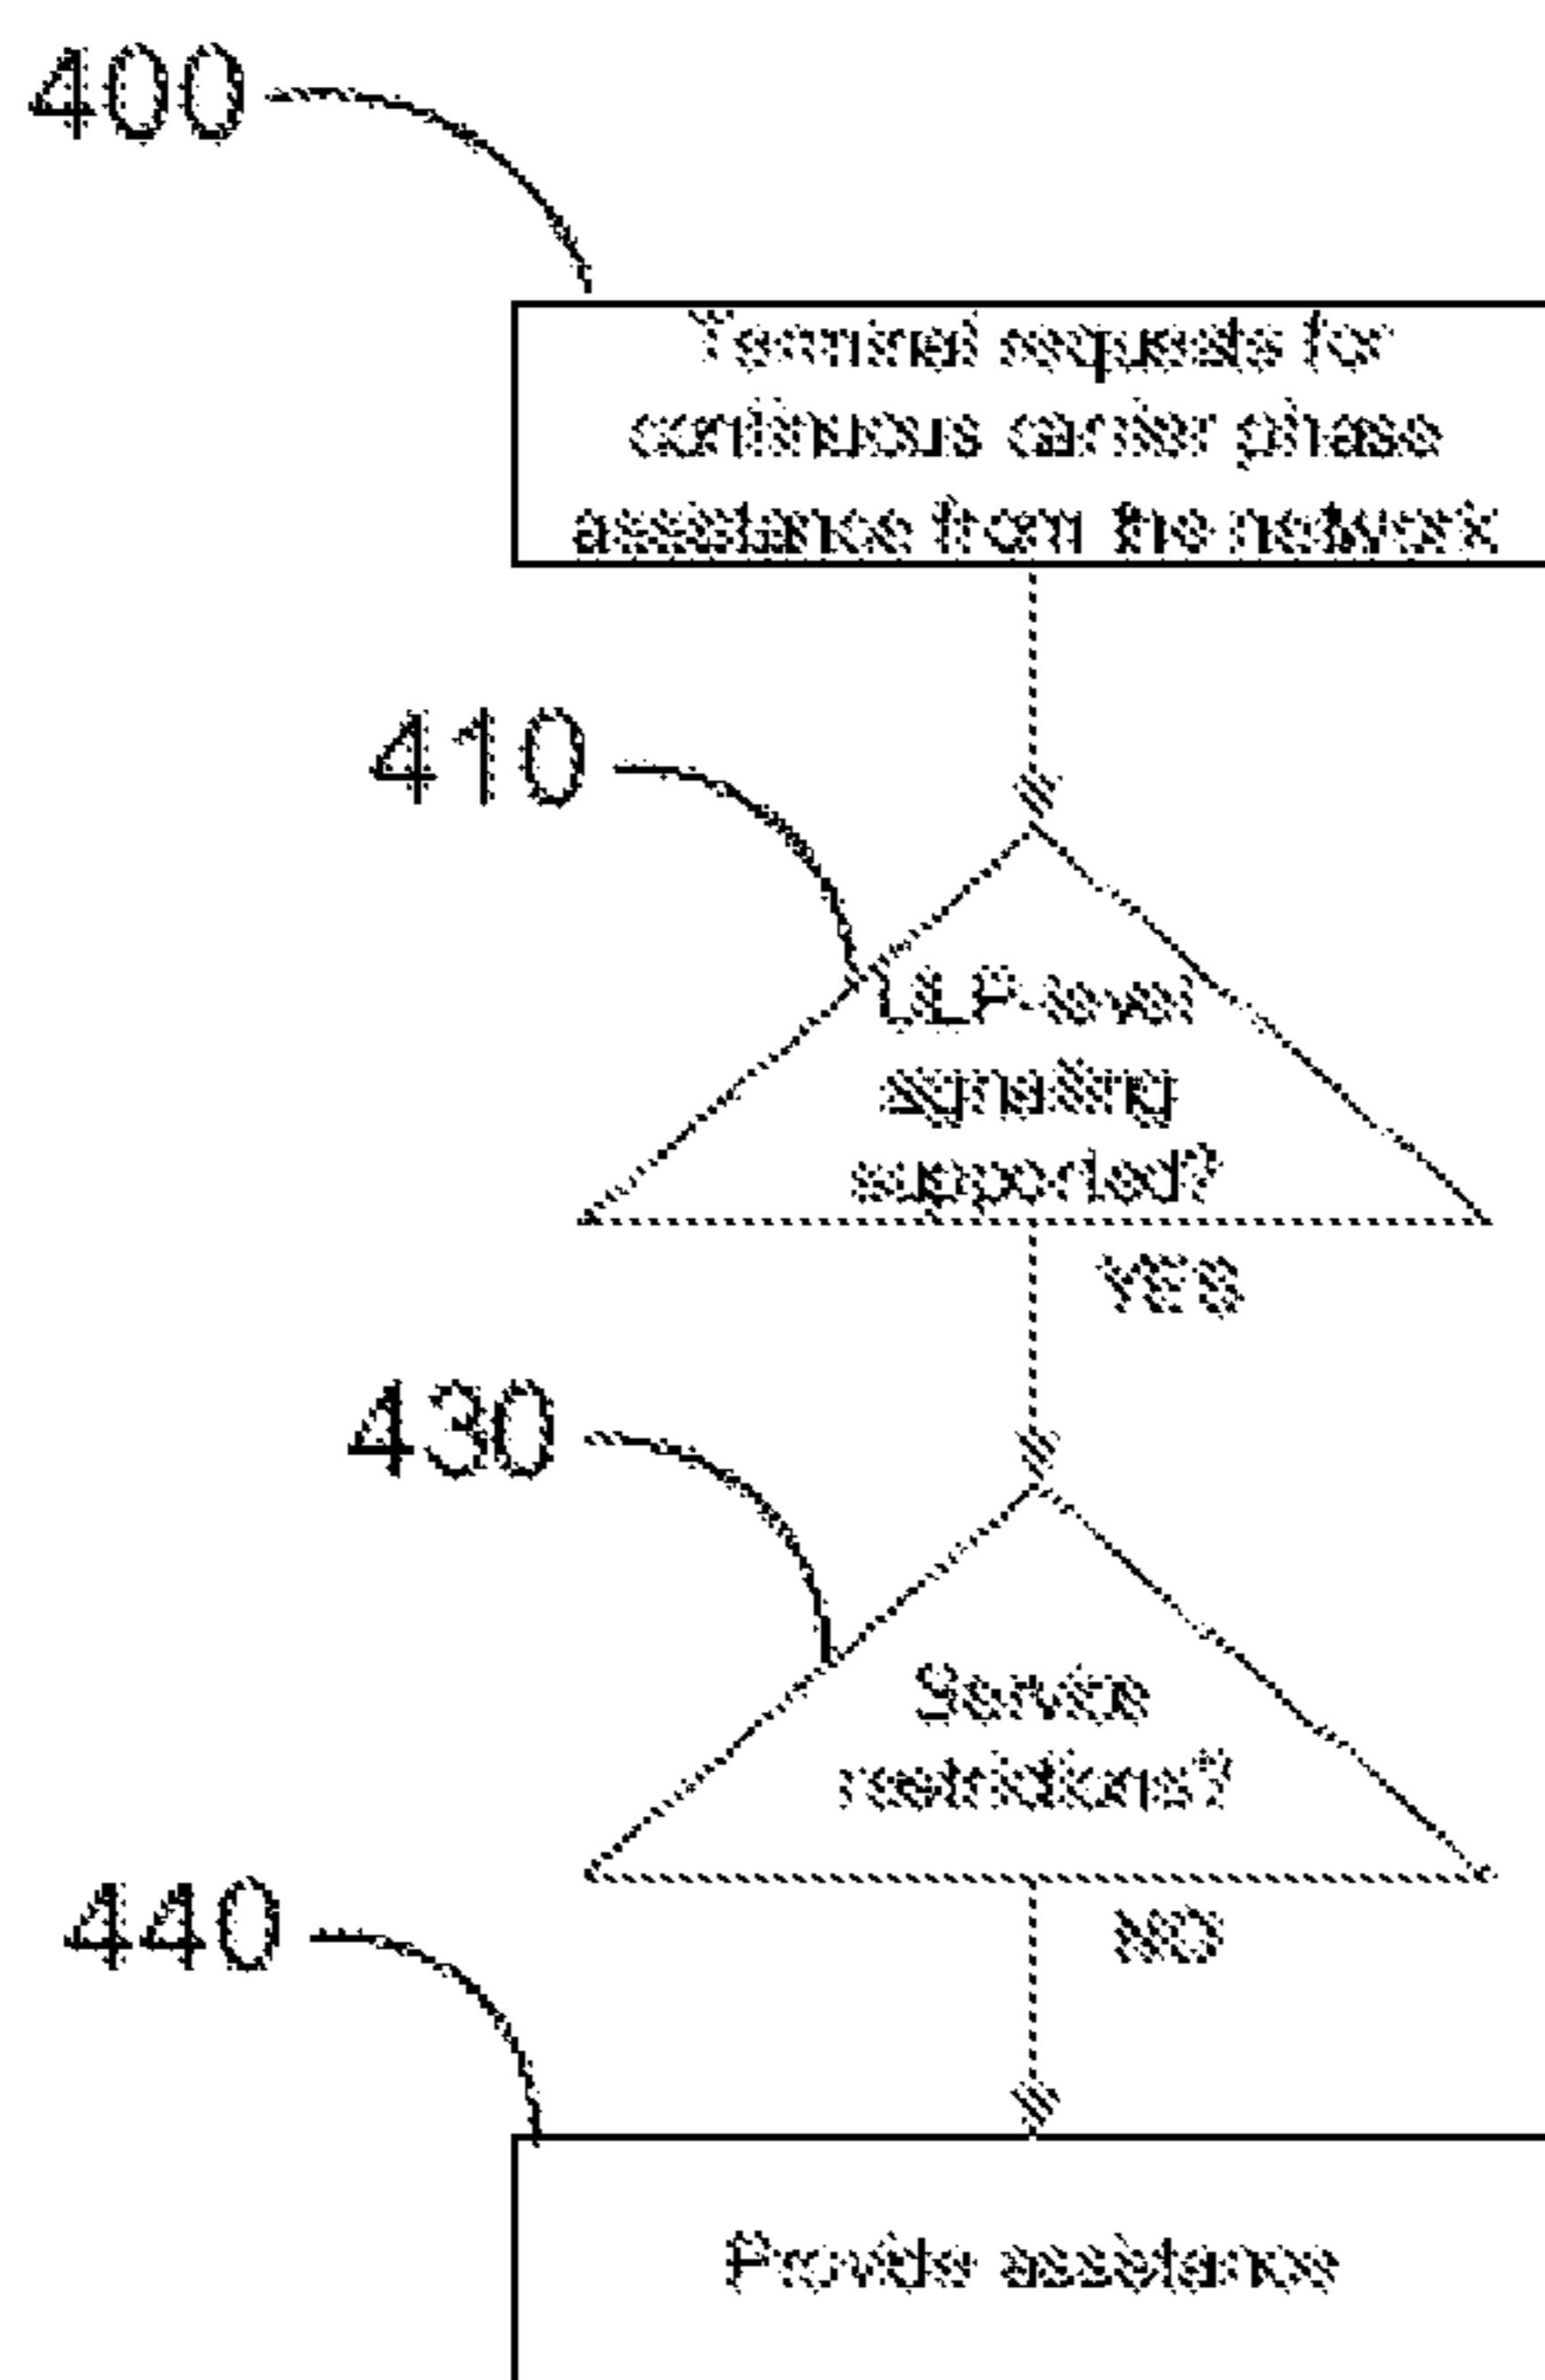 400
Terminal requests for
continuous carrier phase
assistance from the network
410
ULP-level
signaling
supported?
YES
430
Service
restrictions?
NO
440
Provide assistance